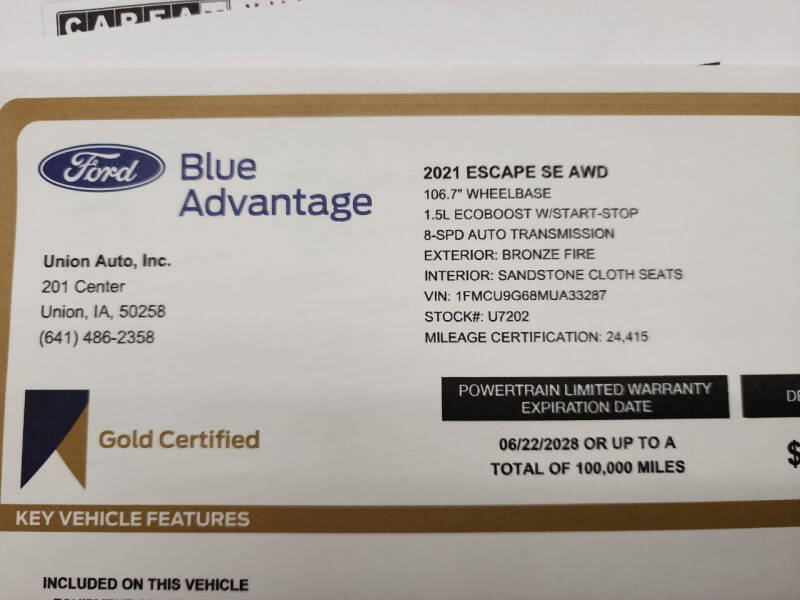 CARFA
Ford
Blue
Advantage
Union Auto, Inc.
201 Center
Union, IA, 50258
(641) 486-2358
2021 ESCAPE SE AWD
106.7" WHEELBASE
1.5L ECOBOOST W/START-STOP
8-SPD AUTO TRANSMISSION
EXTERIOR: BRONZE FIRE
INTERIOR: SANDSTONE CLOTH SEATS
VIN: 1FMCU9G68MUA33287
STOCK#: U7202
MILEAGE CERTIFICATION: 24,415
Gold Certified
POWERTRAIN LIMITED WARRANTY
EXPIRATION DATE
06/22/2028 OR UP TO A
TOTAL OF 100,000 MILES
DE
$
KEY VEHICLE FEATURES
INCLUDED ON THIS VEHICLE